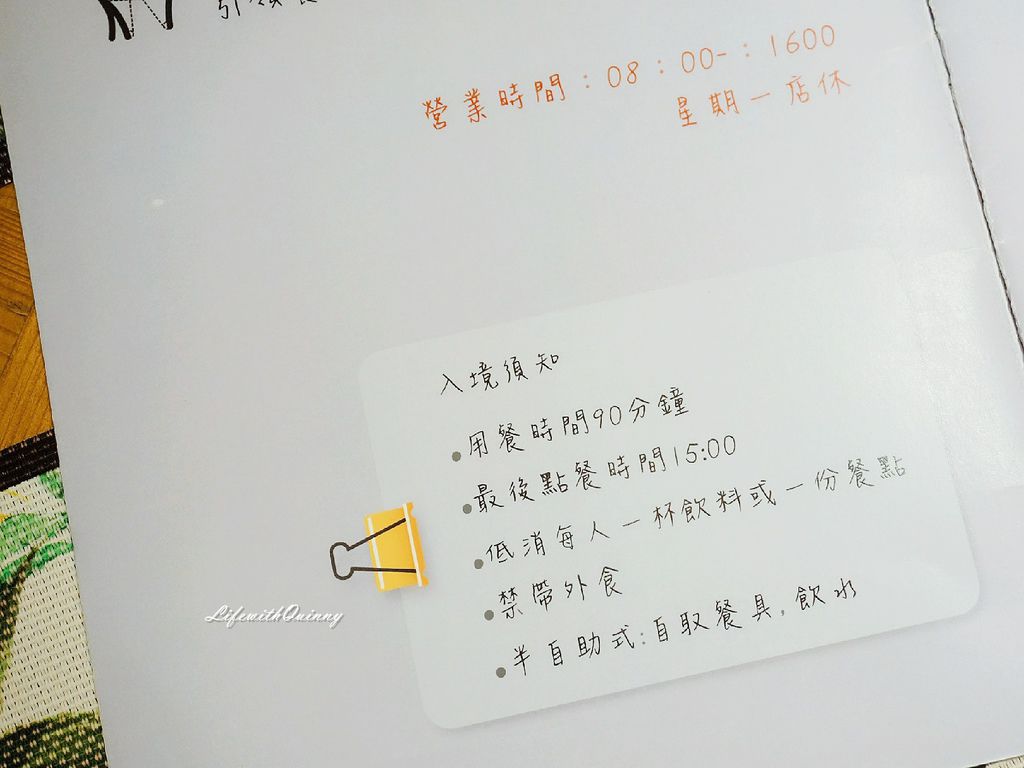 引領
營業時間：08：00-：1600
星期一店休
入境須知
•用餐時間90分鐘
•最後點餐時間15:00
•低消每人一杯飲料或一份餐點
•禁帶外食
•半自助式:自取餐具.飲水
LifewithQuinny